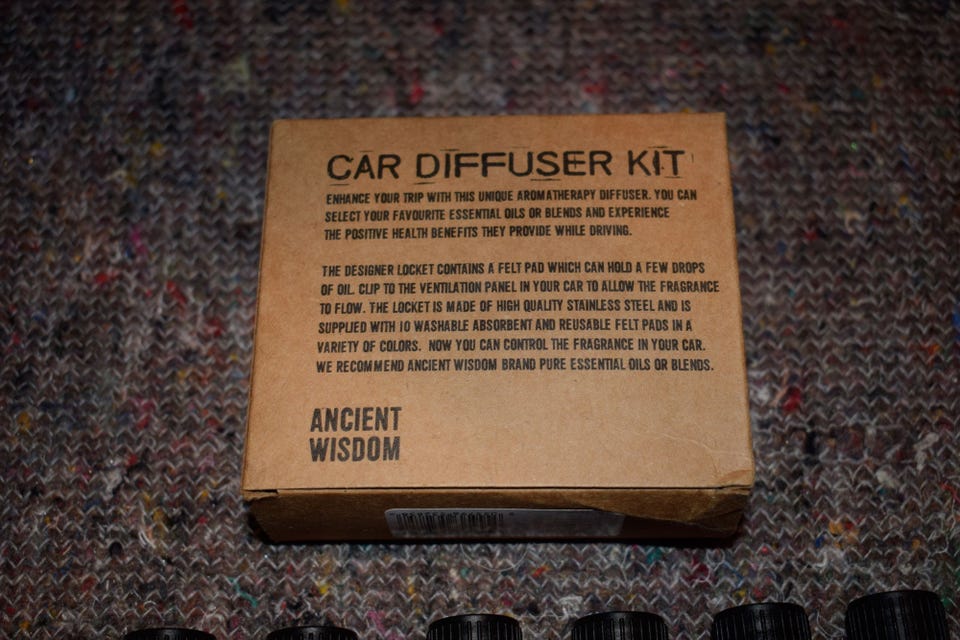 CAR DIFFUSER KIT
ENHANCE YOUR TRIP WITH THIS UNIQUE AROMATHERAPY DIFFUSER. YOU CAN
SELECT YOUR FAVOURITE ESSENTIAL OILS OR BLENDS AND EXPERIENCE
THE POSITIVE HEALTH BENEFITS THEY PROVIDE WHILE DRIVING.
THE DESIGNER LOCKET CONTAINS A FELT PAD WHICH CAN HOLD A FEW DROPS
OF OIL. CLIP TO THE VENTILATION PANEL IN YOUR CAR TO ALLOW THE FRAGRANCE
TO FLOW. THE LOCKET IS MADE OF HIGH QUALITY STAINLESS STEEL AND IS
SUPPLIED WITH 10 WASHABLE ABSORBENT AND REUSABLE FELT PADS IN A
VARIETY OF COLORS. NOW YOU CAN CONTROL THE FRAGRANCE IN YOUR CAR.
WE RECOMMEND ANCIENT WISDOM BRAND PURE ESSENTIAL OILS OR BLENDS.
ANCIENT
WISDOM